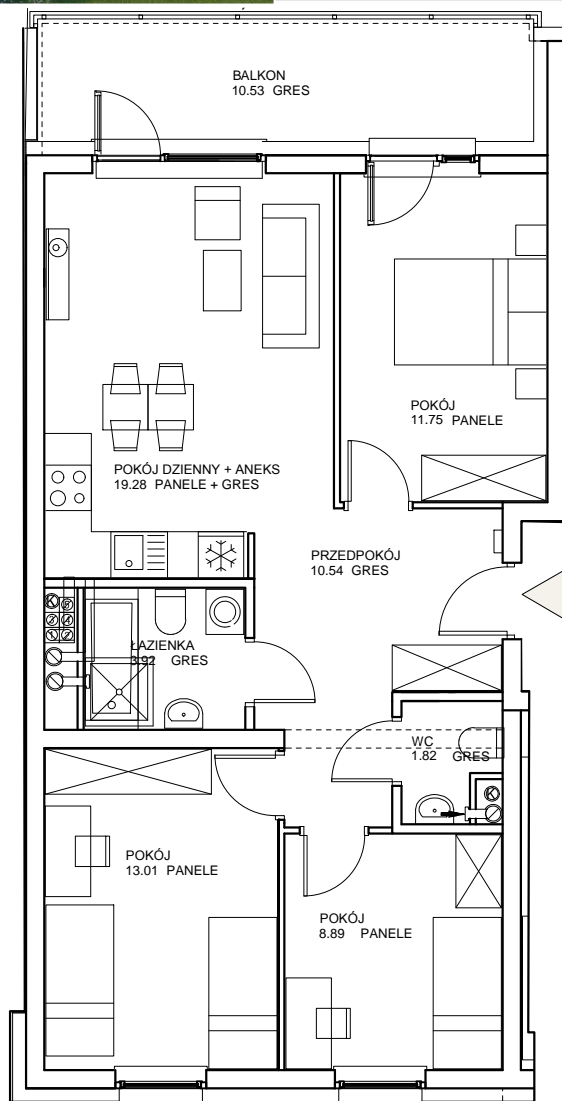 BALKON
10.53 GRES
POKÓJ
11.75 PANELE
POKÓJ DZIENNY + ANEKS
19.28 PANELE + GRES
PRZEDPOKÓJ
10.54 GRES
ŁAZIENKA
3.92 GRES
WC
1.82 GRES
POKÓJ
13.01 PANELE
POKÓJ
8.89 PANELE